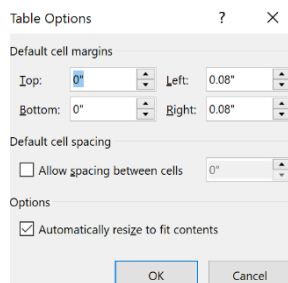 Table Options ? ×
Default cell margins
Top: 0" Left: 0.08"
Bottom: 0" Right: 0.08"
Default cell spacing
Allow spacing between cells 0"
Options
Automatically resize to fit contents
OK Cancel